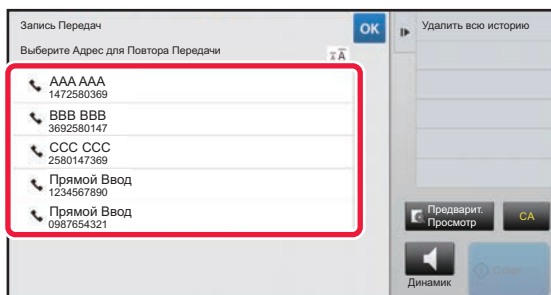 Запись Передач
OK
Выберите Адрес для Повтора Передачи
AAA AAA
1472580369
BBB BBB
3692580147
CCC CCC
2580147369
Прямой Ввод
1234567890
Прямой Ввод
0987654321
Удалить всю историю
Предварит.
Просмотр
CA
Динамик
Старт